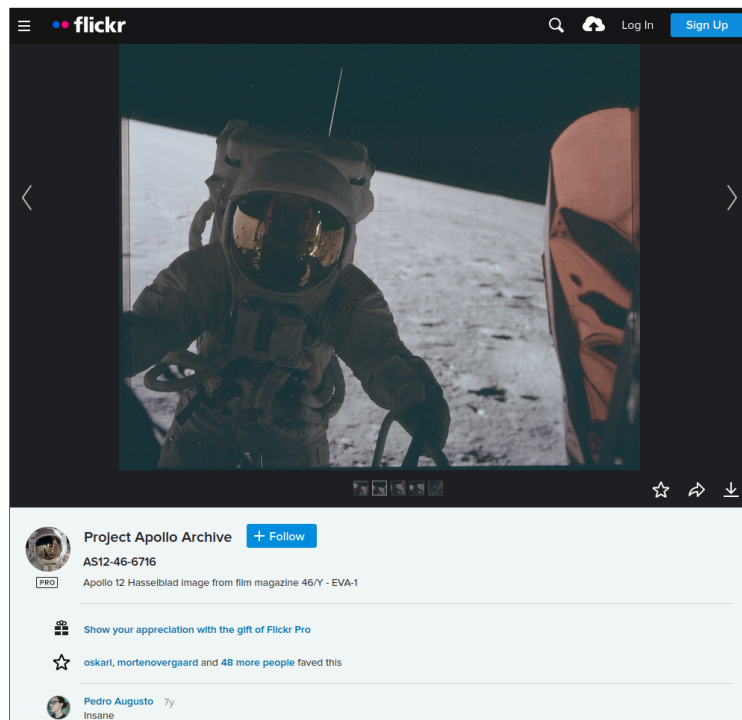 flickr
Log In
Sign Up
Project Apollo Archive
+ Follow
AS12-46-6716
PRO
Apollo 12 Hasselblad image from film magazine 46/Y - EVA-1
Show your appreciation with the gift of Flickr Pro
oskarl, mortenovergaard and 48 more people faved this
Pedro Augusto 7y
Insane